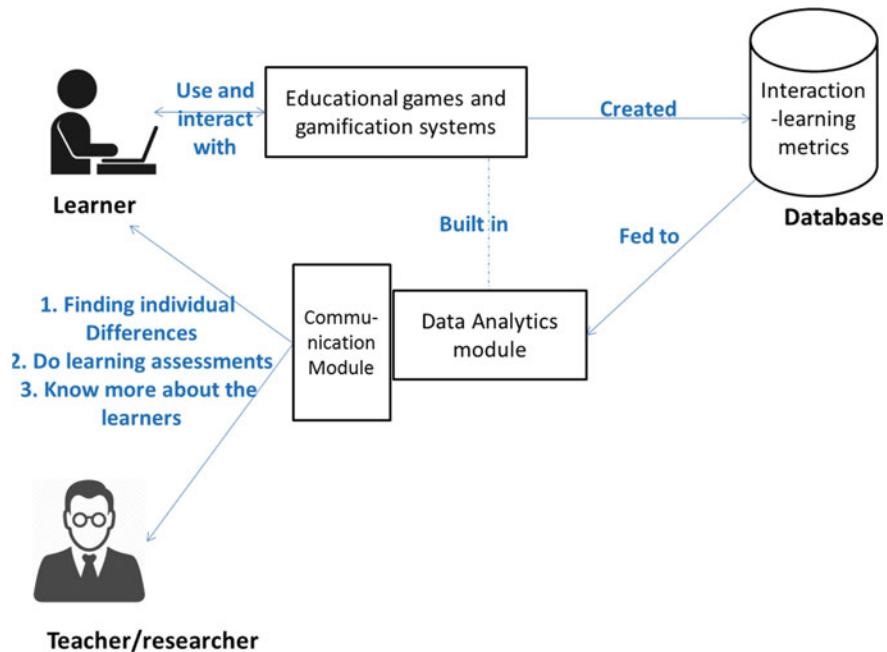 Use and
interact
with
Educational games and
gamification systems
Created
Interaction
-learning
metrics
Learner
Database
Built in
Fed to
1. Finding individual
Differences
2. Do learning assessments
3. Know more about the
learners
Commu-
nication
Module
Data Analytics
module
Teacher/researcher